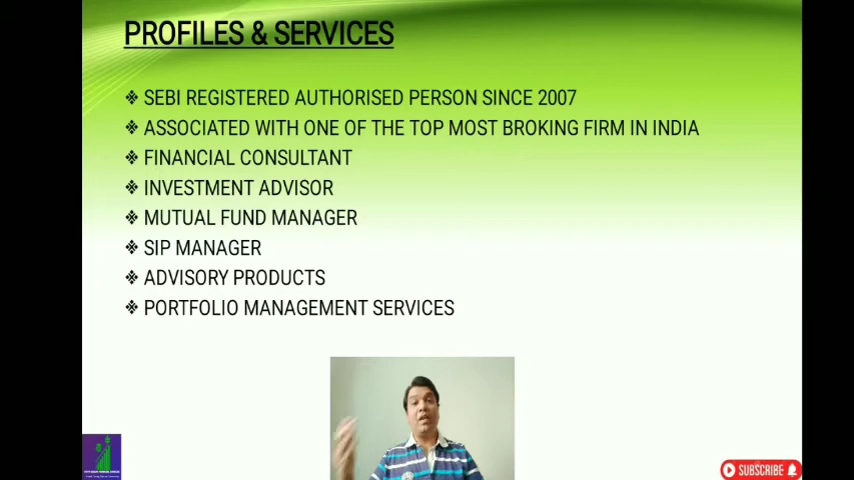 PROFILES & SERVICES
❖ SEBI REGISTERED AUTHORISED PERSON SINCE 2007
❖ ASSOCIATED WITH ONE OF THE TOP MOST BROKING FIRM IN INDIA
❖ FINANCIAL CONSULTANT
❖ INVESTMENT ADVISOR
❖ MUTUAL FUND MANAGER
❖ SIP MANAGER
❖ ADVISORY PRODUCTS
❖ PORTFOLIO MANAGEMENT SERVICES
SUBSCRIBE